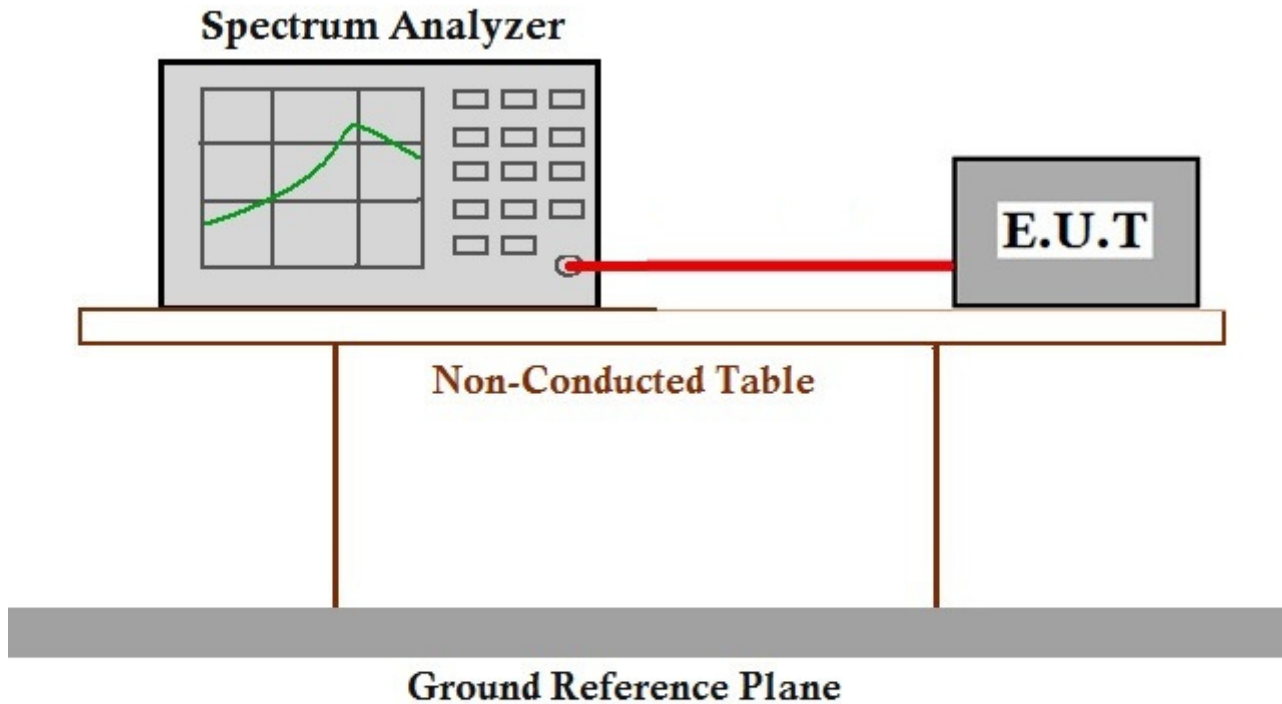 Spectrum Analyzer
E.U.T
Non-Conducted Table
Ground Reference Plane